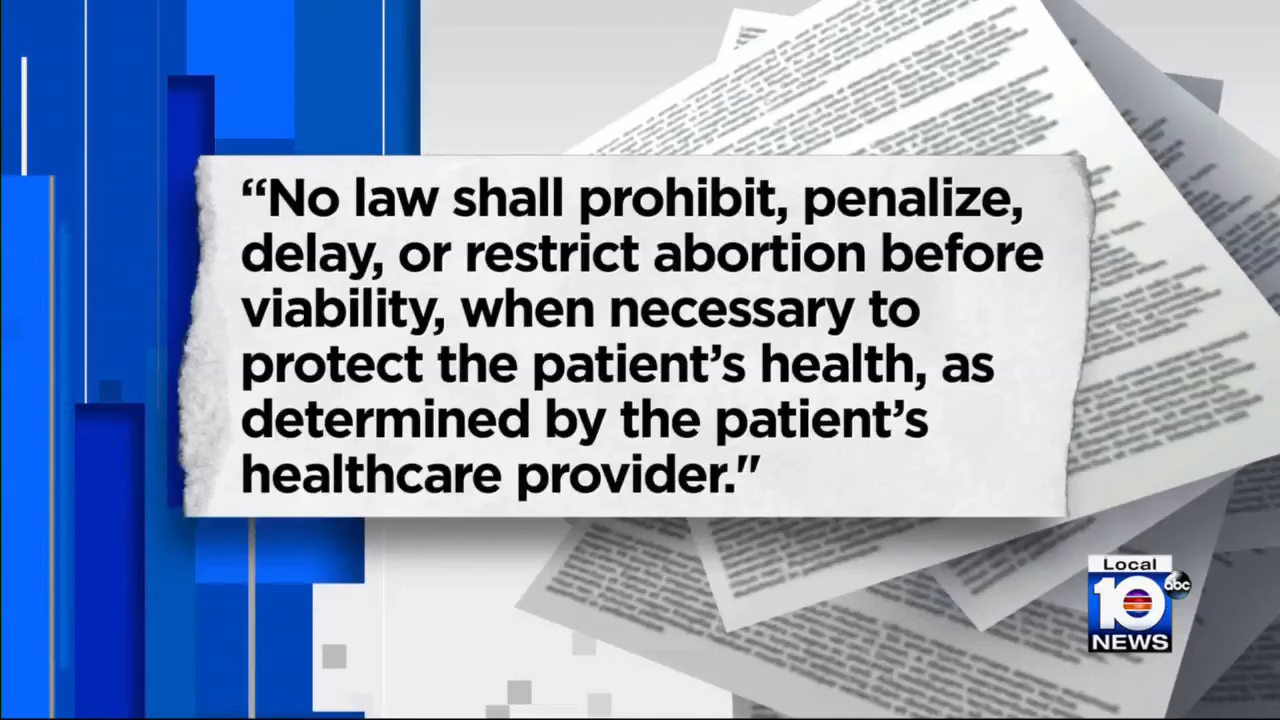 “No law shall prohibit, penalize,
delay, or restrict abortion before
viability, when necessary to
protect the patient’s health, as
determined by the patient’s
healthcare provider."
Local
10
abc
NEWS